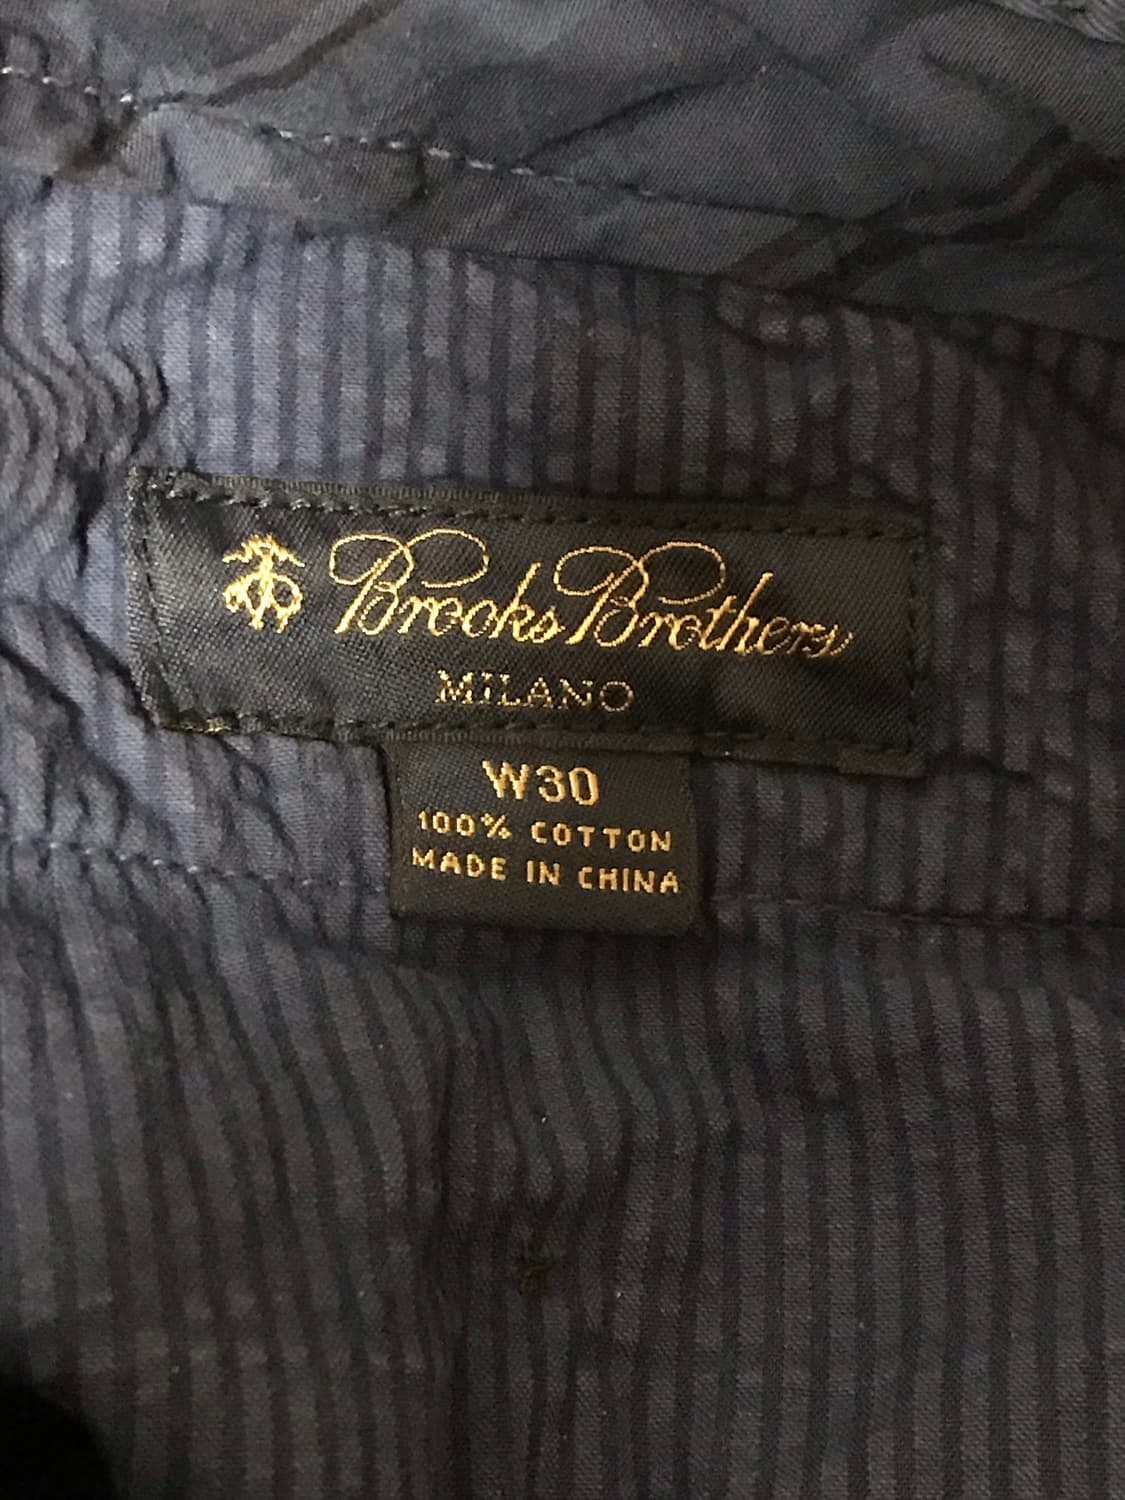 Brooks Brothers
MILANO
W30
100% COTTON
MADE IN CHINA